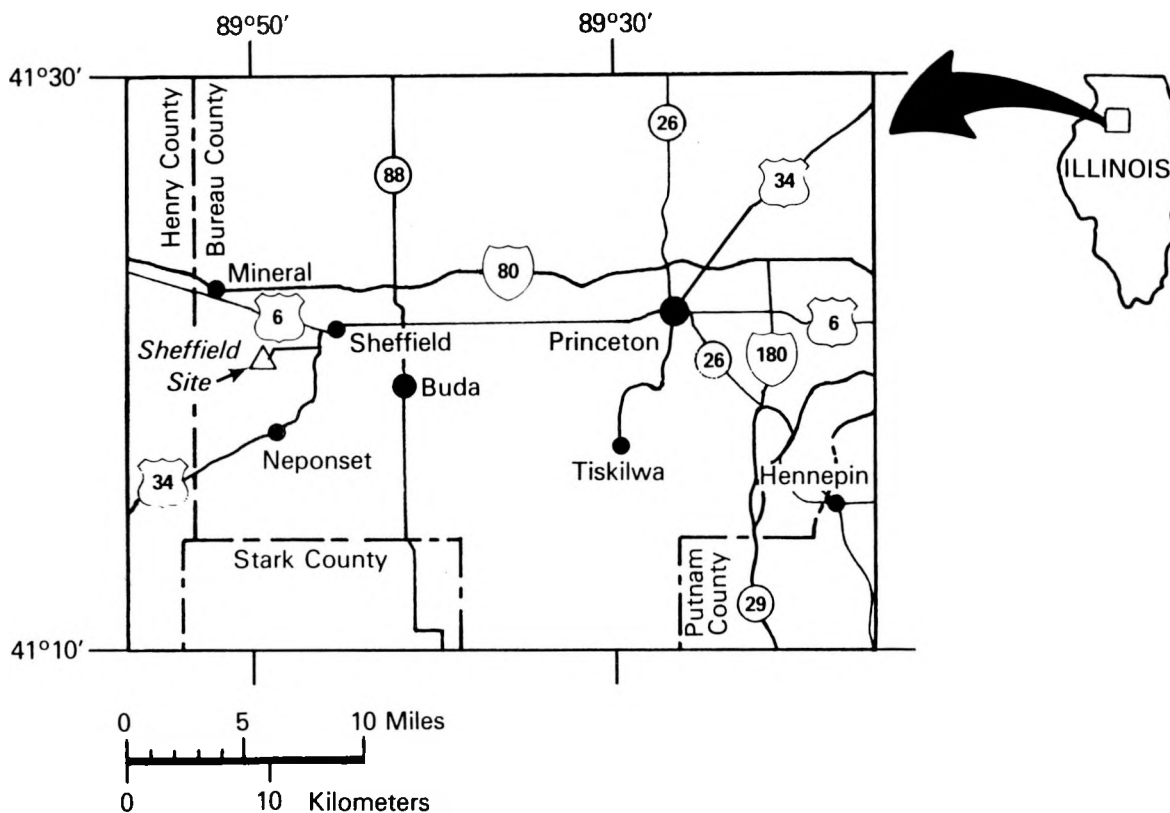 89°50′
89°30′
41°30′
Henry County
Bureau County
88
26
34
ILLINOIS
Mineral
80
6
Sheffield
Princeton
6
Sheffield
Site
26
180
Buda
Neponset
Tiskilwa
Hennepin
34
Stark County
Putnam
County
29
41°10′
0 5 10 Miles
0 10 Kilometers